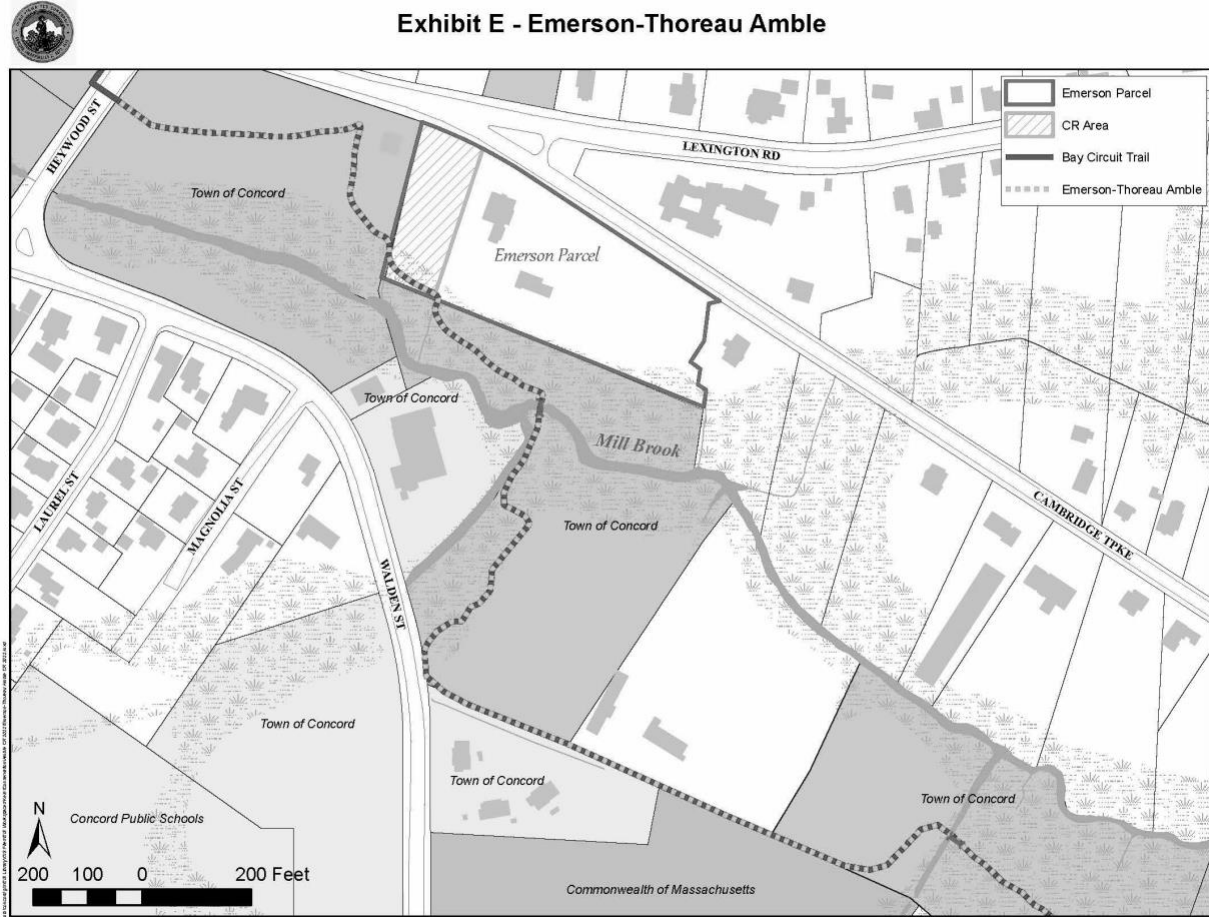 Exhibit E - Emerson-Thoreau Amble
HEYWOOD ST
Emerson Parcel
CR Area
Bay Circuit Trail
Emerson-Thoreau Amble
LEXINGTON RD
Town of Concord
Emerson Parcel
Town of Concord
Mill Brook
LAUREL ST
MAGNOLIA ST
Town of Concord
CAMBRIDGE TPKE
WALDEN ST
Town of Concord
Town of Concord
Town of Concord
Concord Public Schools
N
200 100 0 200 Feet
Commonwealth of Massachusetts